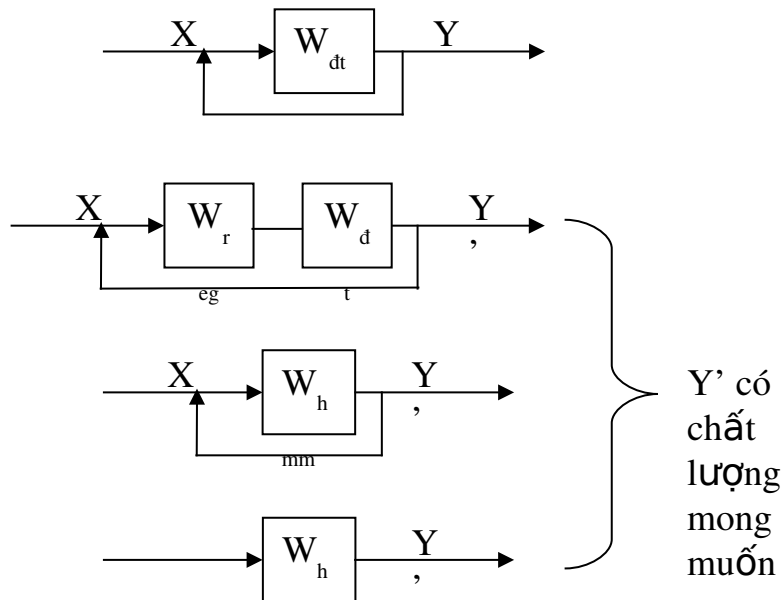 X W đt Y
X W r W đ Y ’
eg t
X W h Y ’
mm
W h Y ’
Y’ có
chất
lượng
mong
muốn